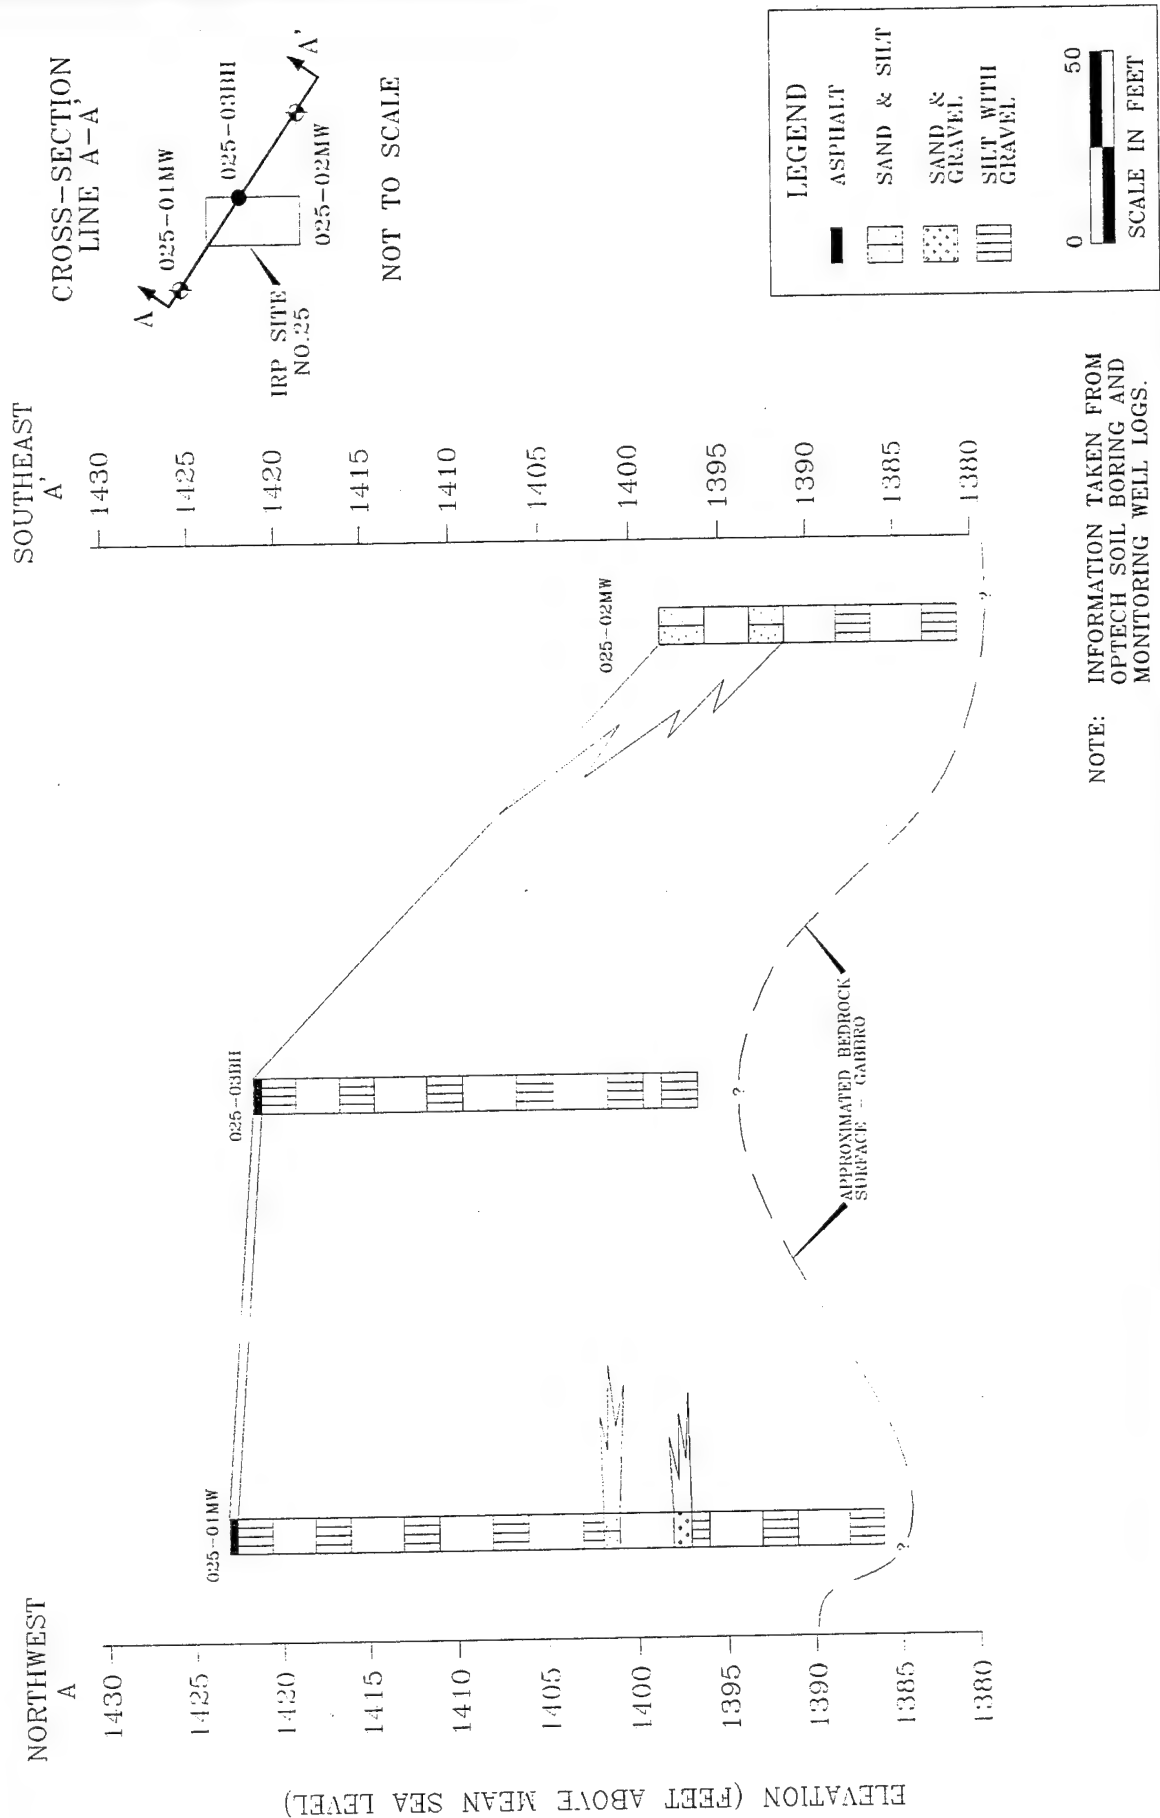 NORTHWEST
A
SOUTHEAST
A'
CROSS-SECTION
LINE A-A'
A
025-01MW
025-03BH
A'
IRP SITE
NO.25
025-02MW
NOT TO SCALE
ELEVATION (FEET ABOVE MEAN SEA LEVEL)
1430
1425
1420
1415
1410
1405
1400
1395
1390
1385
1380
025-01MW
025-03BH
025-02MW
1430
1425
1420
1415
1410
1405
1400
1395
1390
1385
1380
?
?
?
APPROXIMATED BEDROCK
SURFACE - GABBRO
LEGEND
ASPHALT
SAND & SILT
SAND &
GRAVEL
SILT WITH
GRAVEL
0 50
SCALE IN FEET
NOTE: INFORMATION TAKEN FROM
OPTECH SOIL BORING AND
MONITORING WELL LOGS.